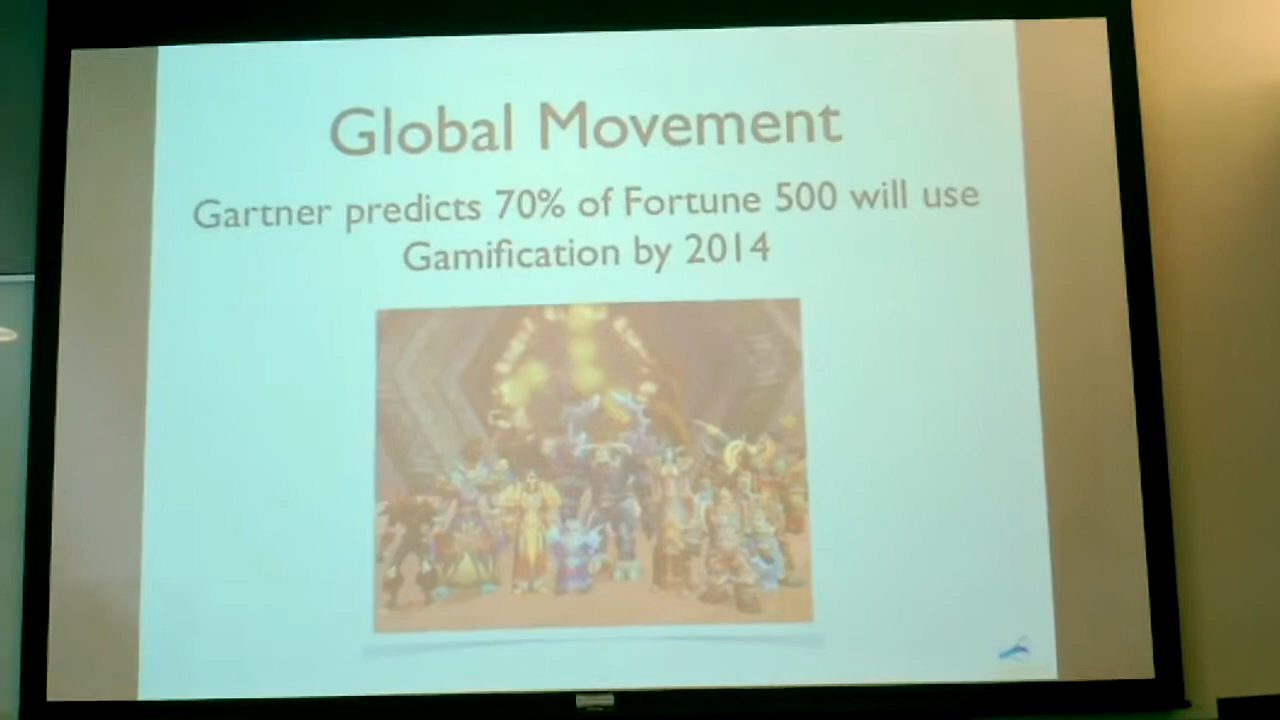 Global Movement
Gartner predicts 70% of Fortune 500 will use
Gamification by 2014